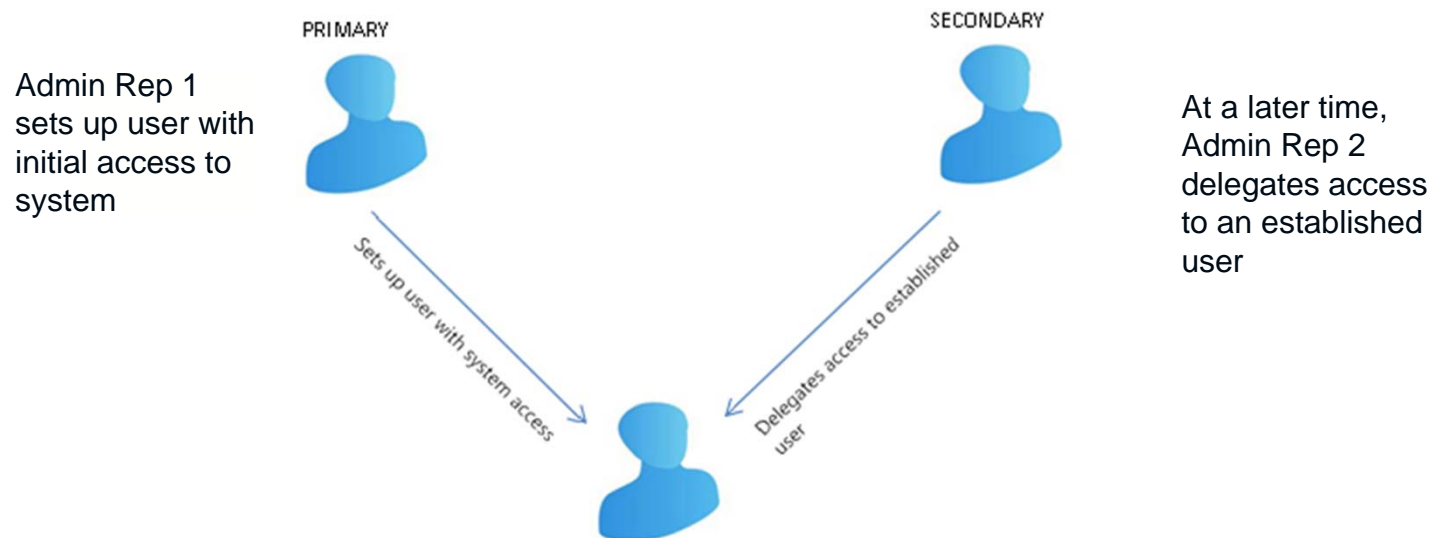 PRIMARY
SECONDARY
Admin Rep 1
sets up user with
initial access to
system
At a later time,
Admin Rep 2
delegates access
to an established
user
Sets up user with system access
Delegates access to established
user